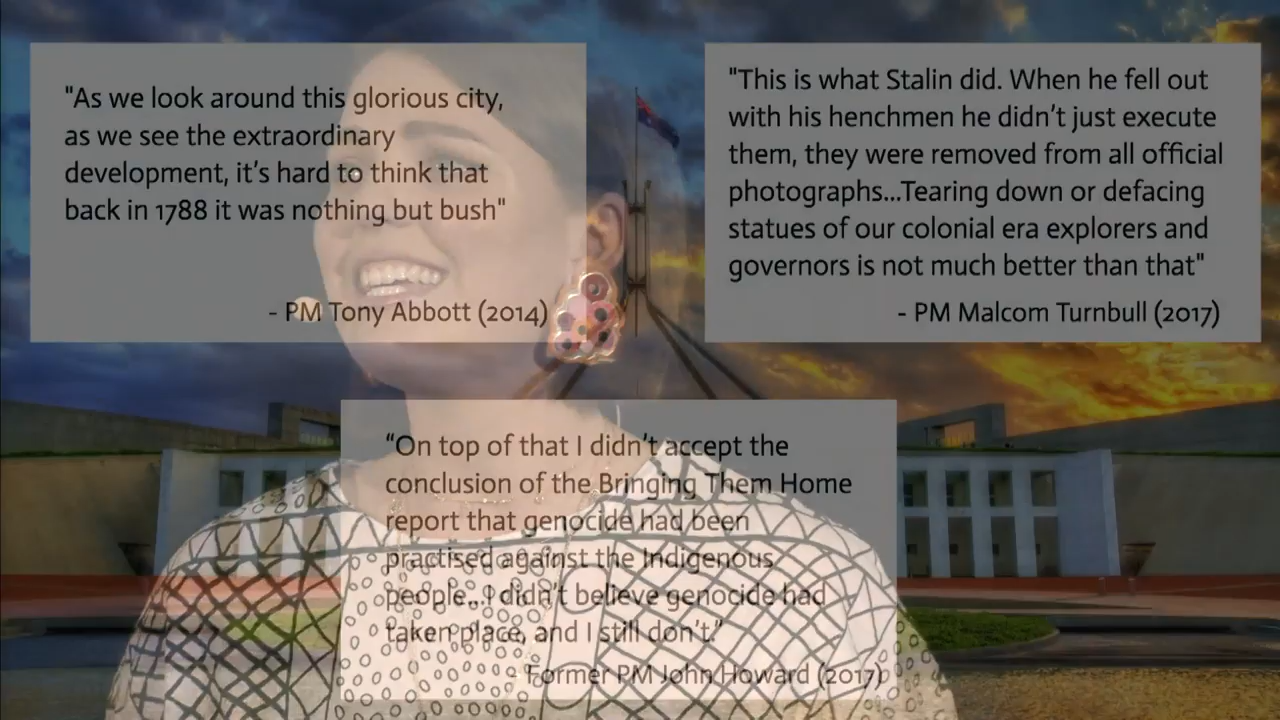 "As we look around this glorious city,
as we see the extraordinary
development, it's hard to think that
back in 1788 it was nothing but bush"
- PM Tony Abbott (2014)
"This is what Stalin did. When he fell out
with his henchmen he didn't just execute
them, they were removed from all official
photographs...Tearing down or defacing
statues of our colonial era explorers and
governors is not much better than that"
- PM Malcom Turnbull (2017)
“On top of that I didn't accept the
conclusion of the Bringing Them Home
report that genocide had been
practised against the Indigenous
people...I didn't believe genocide had
taken place, and I still don't.”
- Former PM John Howard (2017)